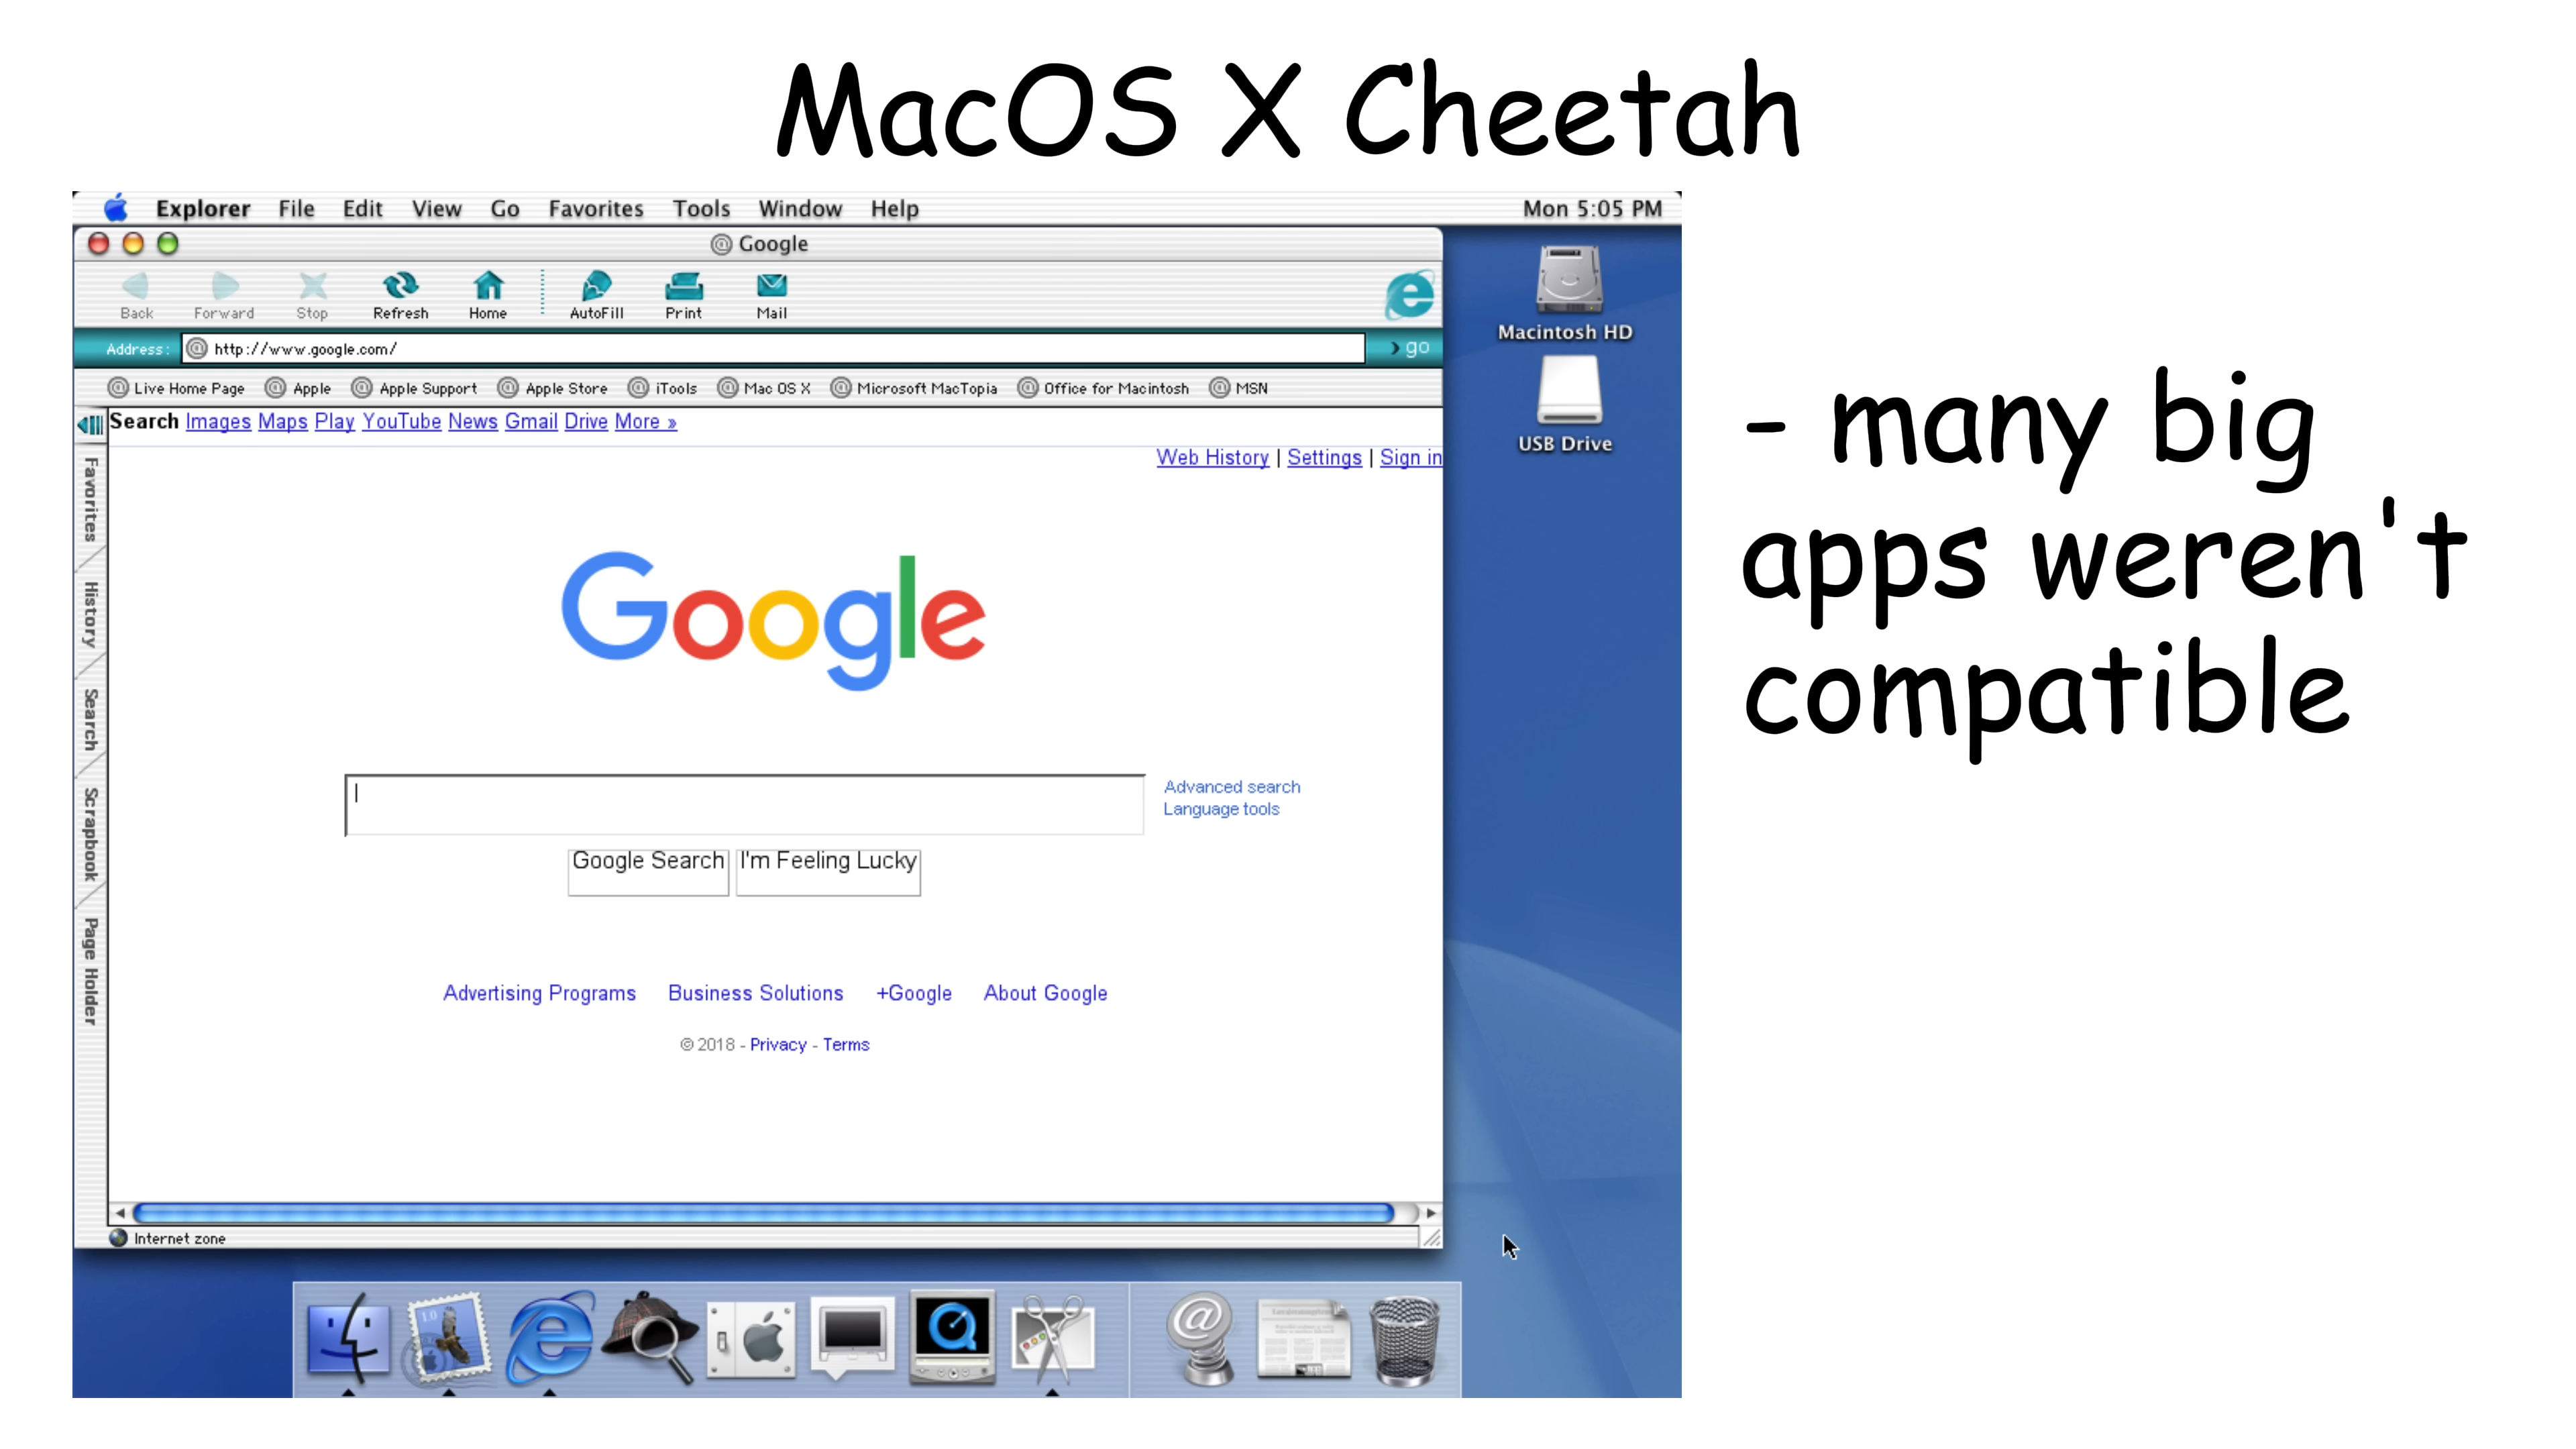 MacOS X Cheetah
Explorer File Edit View Go Favorites Tools Window Help Mon 5:05 PM
@ Google
Back Forward Stop Refresh Home AutoFill Print Mail
Address: @ http://www.google.com/ › go
@ Live Home Page @ Apple @ Apple Support @ Apple Store @ iTools @ Mac OS X @ Microsoft MacTopia @ Office for Macintosh @ MSN
Search Images Maps Play YouTube News Gmail Drive More »
Web History | Settings | Sign in
Favorites
History
Search
Scrapbook
Page Holder
Google
Advanced search
Language tools
Google Search I'm Feeling Lucky
Advertising Programs Business Solutions +Google About Google
© 2018 - Privacy - Terms
Internet zone
Macintosh HD
USB Drive
- many big
apps weren't
compatible
1.0
@